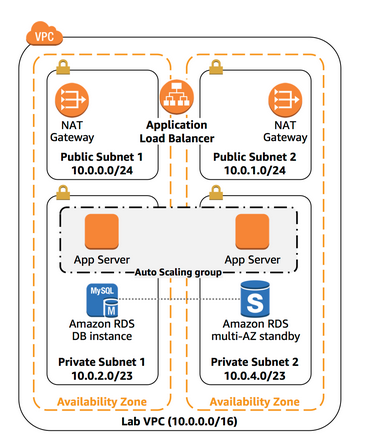 VPC
NAT
Gateway
Application
Load Balancer
NAT
Gateway
Public Subnet 1
10.0.0.0/24
Public Subnet 2
10.0.1.0/24
App Server
App Server
Auto Scaling group
MySQL
M
S
Amazon RDS
DB instance
Amazon RDS
multi-AZ standby
Private Subnet 1
10.0.2.0/23
Private Subnet 2
10.0.4.0/23
Availability Zone
Availability Zone
Lab VPC (10.0.0.0/16)